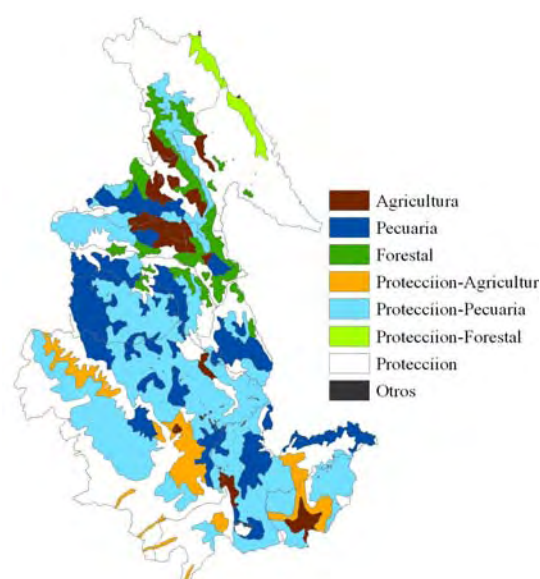 Agricultura
Pecuaria
Forestal
Protecciion-Agricultur
Protecciion-Pecuaria
Protecciion-Forestal
Protecciion
Otros